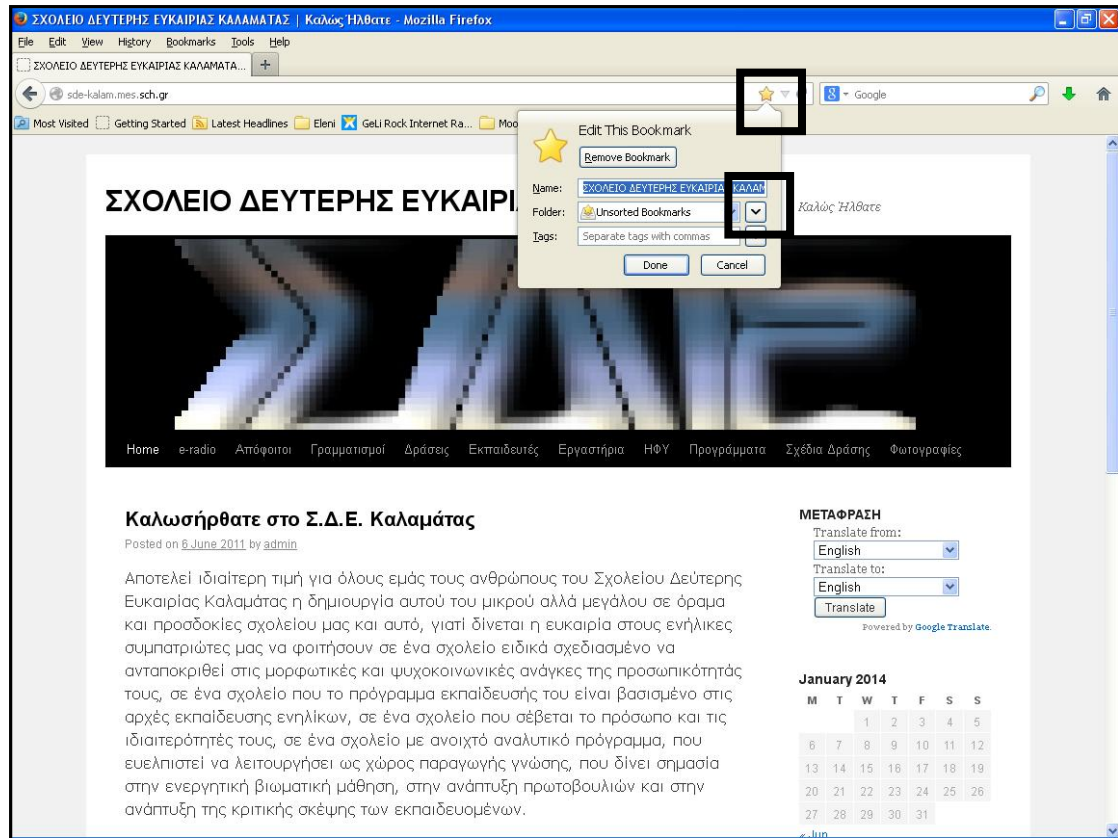 ΣΧΟΛΕΙΟ ΔΕΥΤΕΡΗΣ ΕΥΚΑΙΡΙΑΣ ΚΑΛΑΜΑΤΑΣ | Καλώς Ήλθατε - Mozilla Firefox
File Edit View History Bookmarks Tools Help
ΣΧΟΛΕΙΟ ΔΕΥΤΕΡΗΣ ΕΥΚΑΙΡΙΑΣ ΚΑΛΑΜΑΤΑ... +
sde-kalam.mes.sch.gr Google
Most Visited Getting Started Latest Headlines Eleni GeLi Rock Internet Ra... Moo
Edit This Bookmark
Remove Bookmark
Name: ΣΧΟΛΕΙΟ ΔΕΥΤΕΡΗΣ ΕΥΚΑΙΡΙΑΣ ΚΑΛΑΜ
Folder: Unsorted Bookmarks
Tags: Separate tags with commas
Done Cancel
ΣΧΟΛΕΙΟ ΔΕΥΤΕΡΗΣ ΕΥΚΑΙΡΙ
Καλώς Ήλθατε
ΣΔΕ
Home e-radio Απόφοιτοι Γραμματισμοί Δράσεις Εκπαιδευτές Εργαστήρια ΗΦΥ Προγράμματα Σχέδια Δράσης Φωτογραφίες
Καλωσήρθατε στο Σ.Δ.Ε. Καλαμάτας
Posted on 6 June 2011 by admin
Αποτελεί ιδιαίτερη τιμή για όλους εμάς τους ανθρώπους του Σχολείου Δεύτερης
Ευκαιρίας Καλαμάτας η δημιουργία αυτού του μικρού αλλά μεγάλου σε όραμα
και προσδοκίες σχολείου μας και αυτό, γιατί δίνεται η ευκαιρία στους ενήλικες
συμπατριώτες μας να φοιτήσουν σε ένα σχολείο ειδικά σχεδιασμένο να
ανταποκριθεί στις μορφωτικές και ψυχοκοινωνικές ανάγκες της προσωπικότητάς
τους, σε ένα σχολείο που το πρόγραμμα εκπαίδευσής του είναι βασισμένο στις
αρχές εκπαίδευσης ενηλίκων, σε ένα σχολείο που σέβεται το πρόσωπο και τις
ιδιαιτερότητές τους, σε ένα σχολείο με ανοιχτό αναλυτικό πρόγραμμα, που
ευελπιστεί να λειτουργήσει ως χώρος παραγωγής γνώσης, που δίνει σημασία
στην ενεργητική βιωματική μάθηση, στην ανάπτυξη πρωτοβουλιών και στην
ανάπτυξη της κριτικής σκέψης των εκπαιδευομένων.
ΜΕΤΑΦΡΑΣΗ
Translate from:
English
Translate to:
English
Translate
Powered by Google Translate.
January 2014
M T W T F S S
1 2 3 4 5
6 7 8 9 10 11 12
13 14 15 16 17 18 19
20 21 22 23 24 25 26
27 28 29 30 31
« Jun